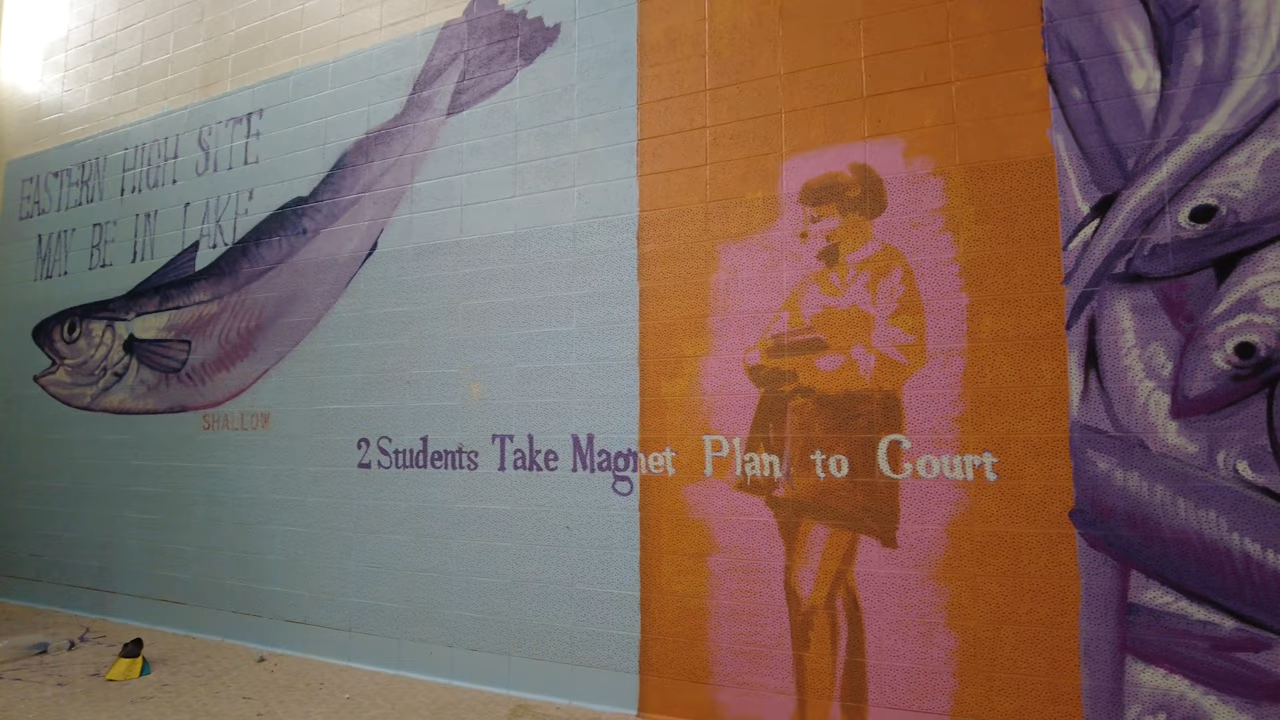 EASTERN HIGH SITE
MAY BE IN LAKE
SHALLOW
2 Students Take Magnet Plan to Court